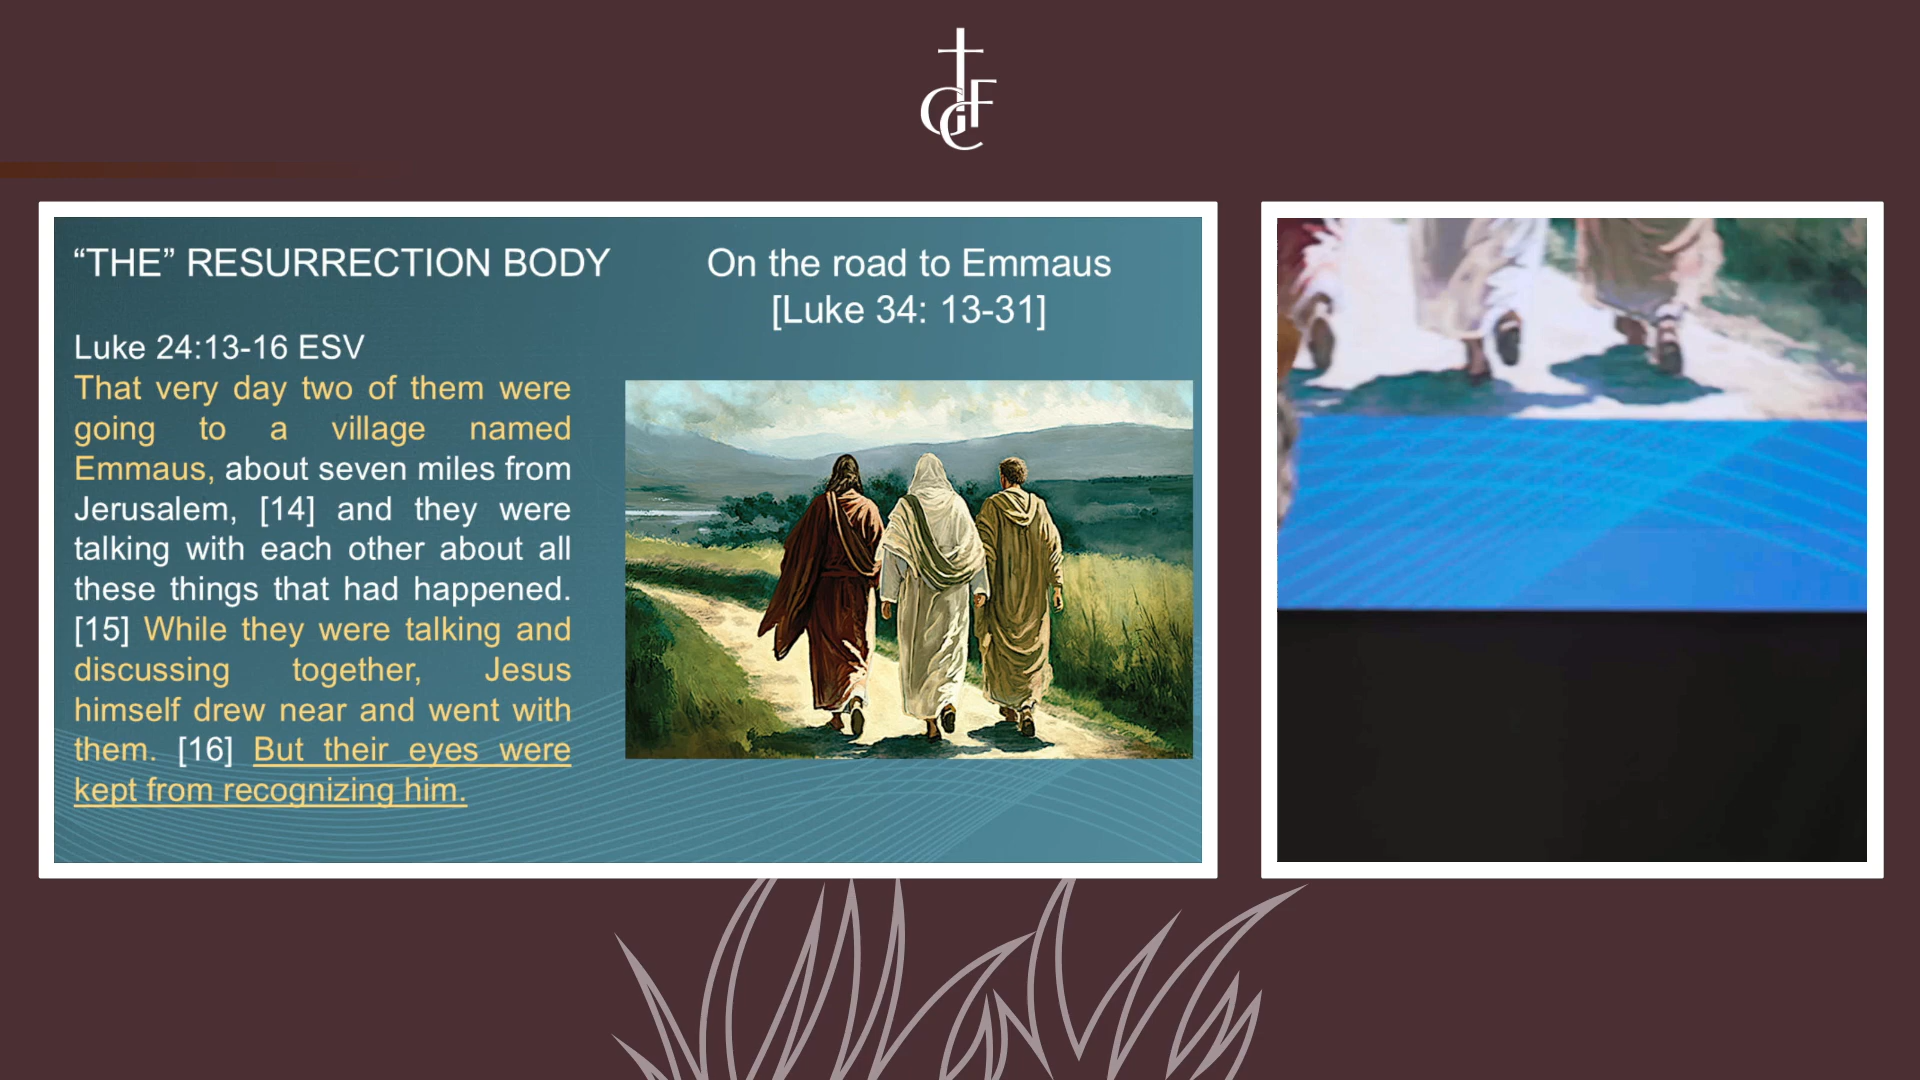 “THE” RESURRECTION BODY
On the road to Emmaus
[Luke 34: 13-31]
Luke 24:13-16 ESV
That very day two of them were
going to a village named
Emmaus, about seven miles from
Jerusalem, [14] and they were
talking with each other about all
these things that had happened.
[15] While they were talking and
discussing together, Jesus
himself drew near and went with
them. [16] But their eyes were
kept from recognizing him.